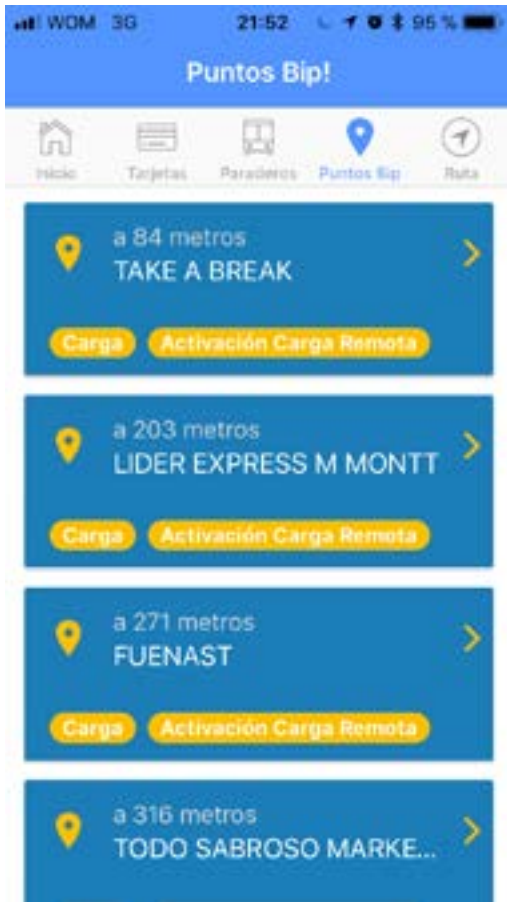 WOM 3G 21:52 95 %
Puntos Bip!
Inicio Tarjetas Paraderos Puntos Bip Ruta
a 84 metros
TAKE A BREAK
Carga Activación Carga Remota
a 203 metros
LIDER EXPRESS M MONTT
Carga Activación Carga Remota
a 271 metros
FUENAST
Carga Activación Carga Remota
a 316 metros
TODO SABROSO MARKE...